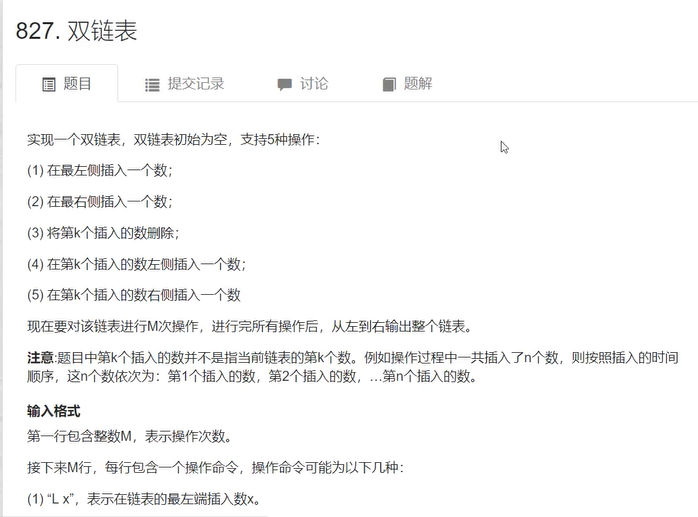 827. 双链表
题目 提交记录 讨论 题解
实现一个双链表，双链表初始为空，支持5种操作：
(1) 在最左侧插入一个数；
(2) 在最右侧插入一个数；
(3) 将第k个插入的数删除；
(4) 在第k个插入的数左侧插入一个数；
(5) 在第k个插入的数右侧插入一个数
现在要对该链表进行M次操作，进行完所有操作后，从左到右输出整个链表。
注意:题目中第k个插入的数并不是指当前链表的第k个数。例如操作过程中一共插入了n个数，则按照插入的时间
顺序，这n个数依次为：第1个插入的数，第2个插入的数，…第n个插入的数。
输入格式
第一行包含整数M，表示操作次数。
接下来M行，每行包含一个操作命令，操作命令可能为以下几种：
(1) “L x”，表示在链表的最左端插入数x。